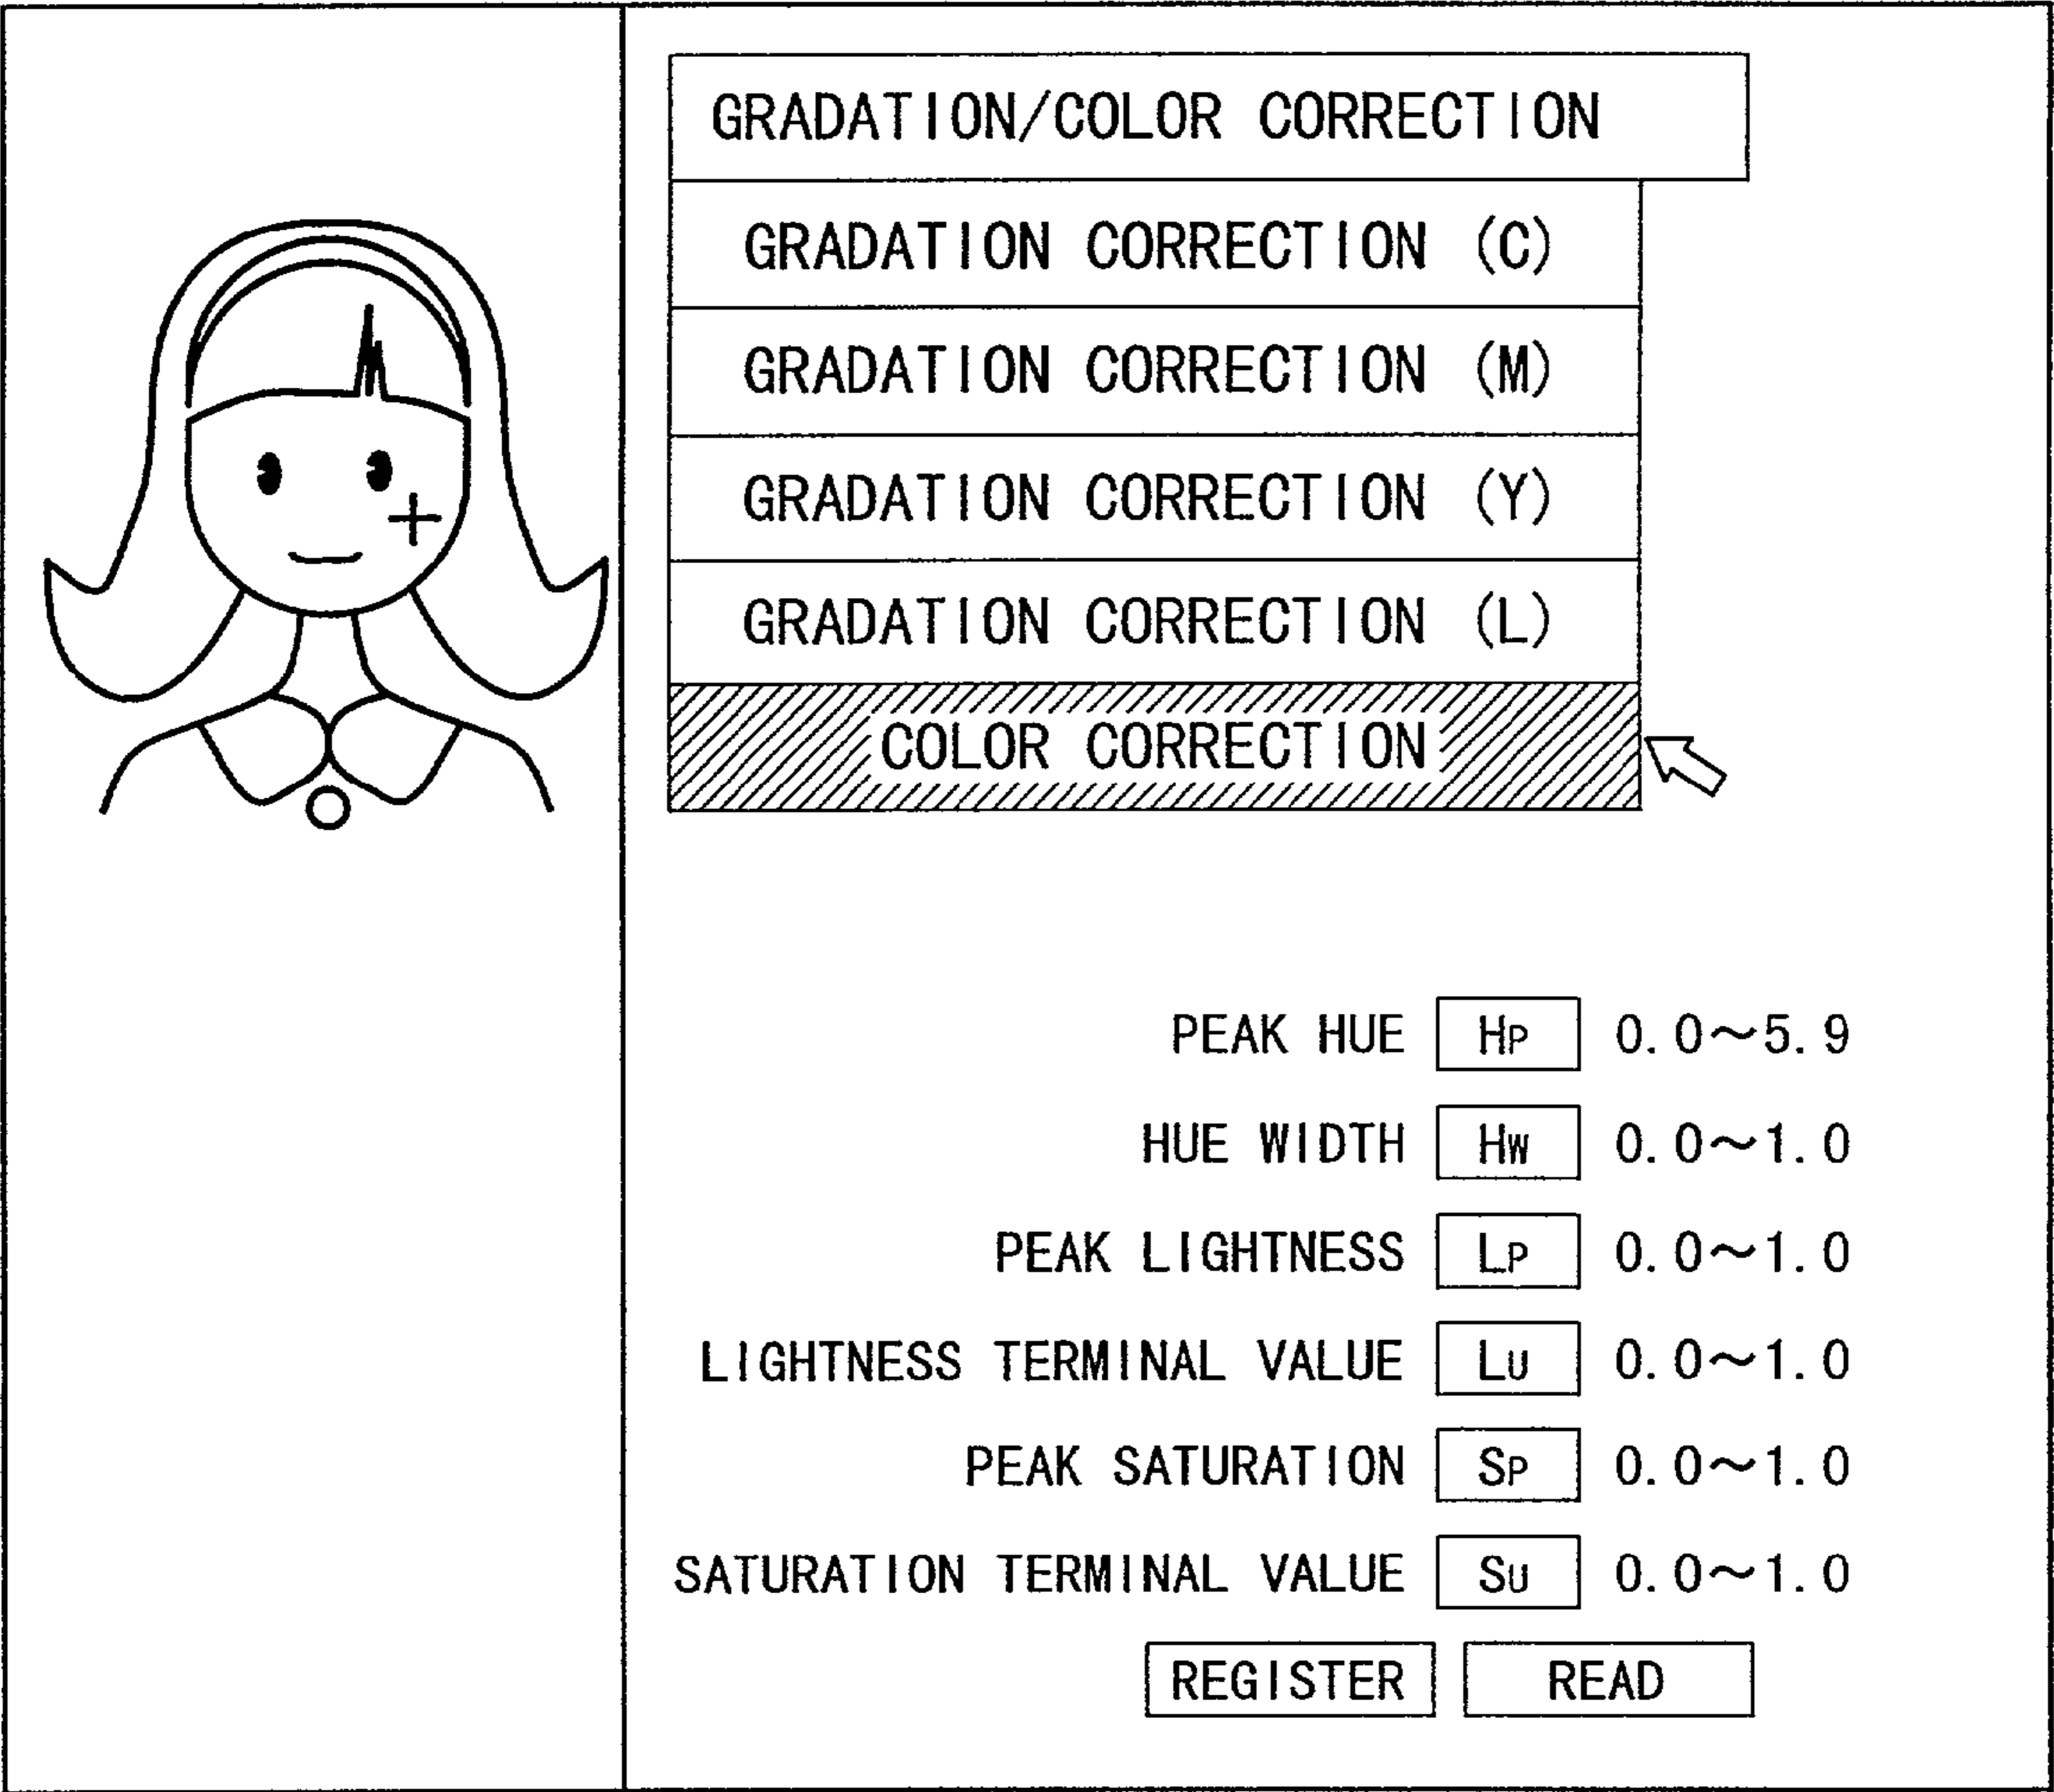 GRADATION/COLOR CORRECTION
GRADATION CORRECTION (C)
GRADATION CORRECTION (M)
GRADATION CORRECTION (Y)
GRADATION CORRECTION (L)
COLOR CORRECTION
PEAK HUE HP 0.0〜5.9
HUE WIDTH HW 0.0〜1.0
PEAK LIGHTNESS LP 0.0〜1.0
LIGHTNESS TERMINAL VALUE LU 0.0〜1.0
PEAK SATURATION SP 0.0〜1.0
SATURATION TERMINAL VALUE SU 0.0〜1.0
REGISTER READ